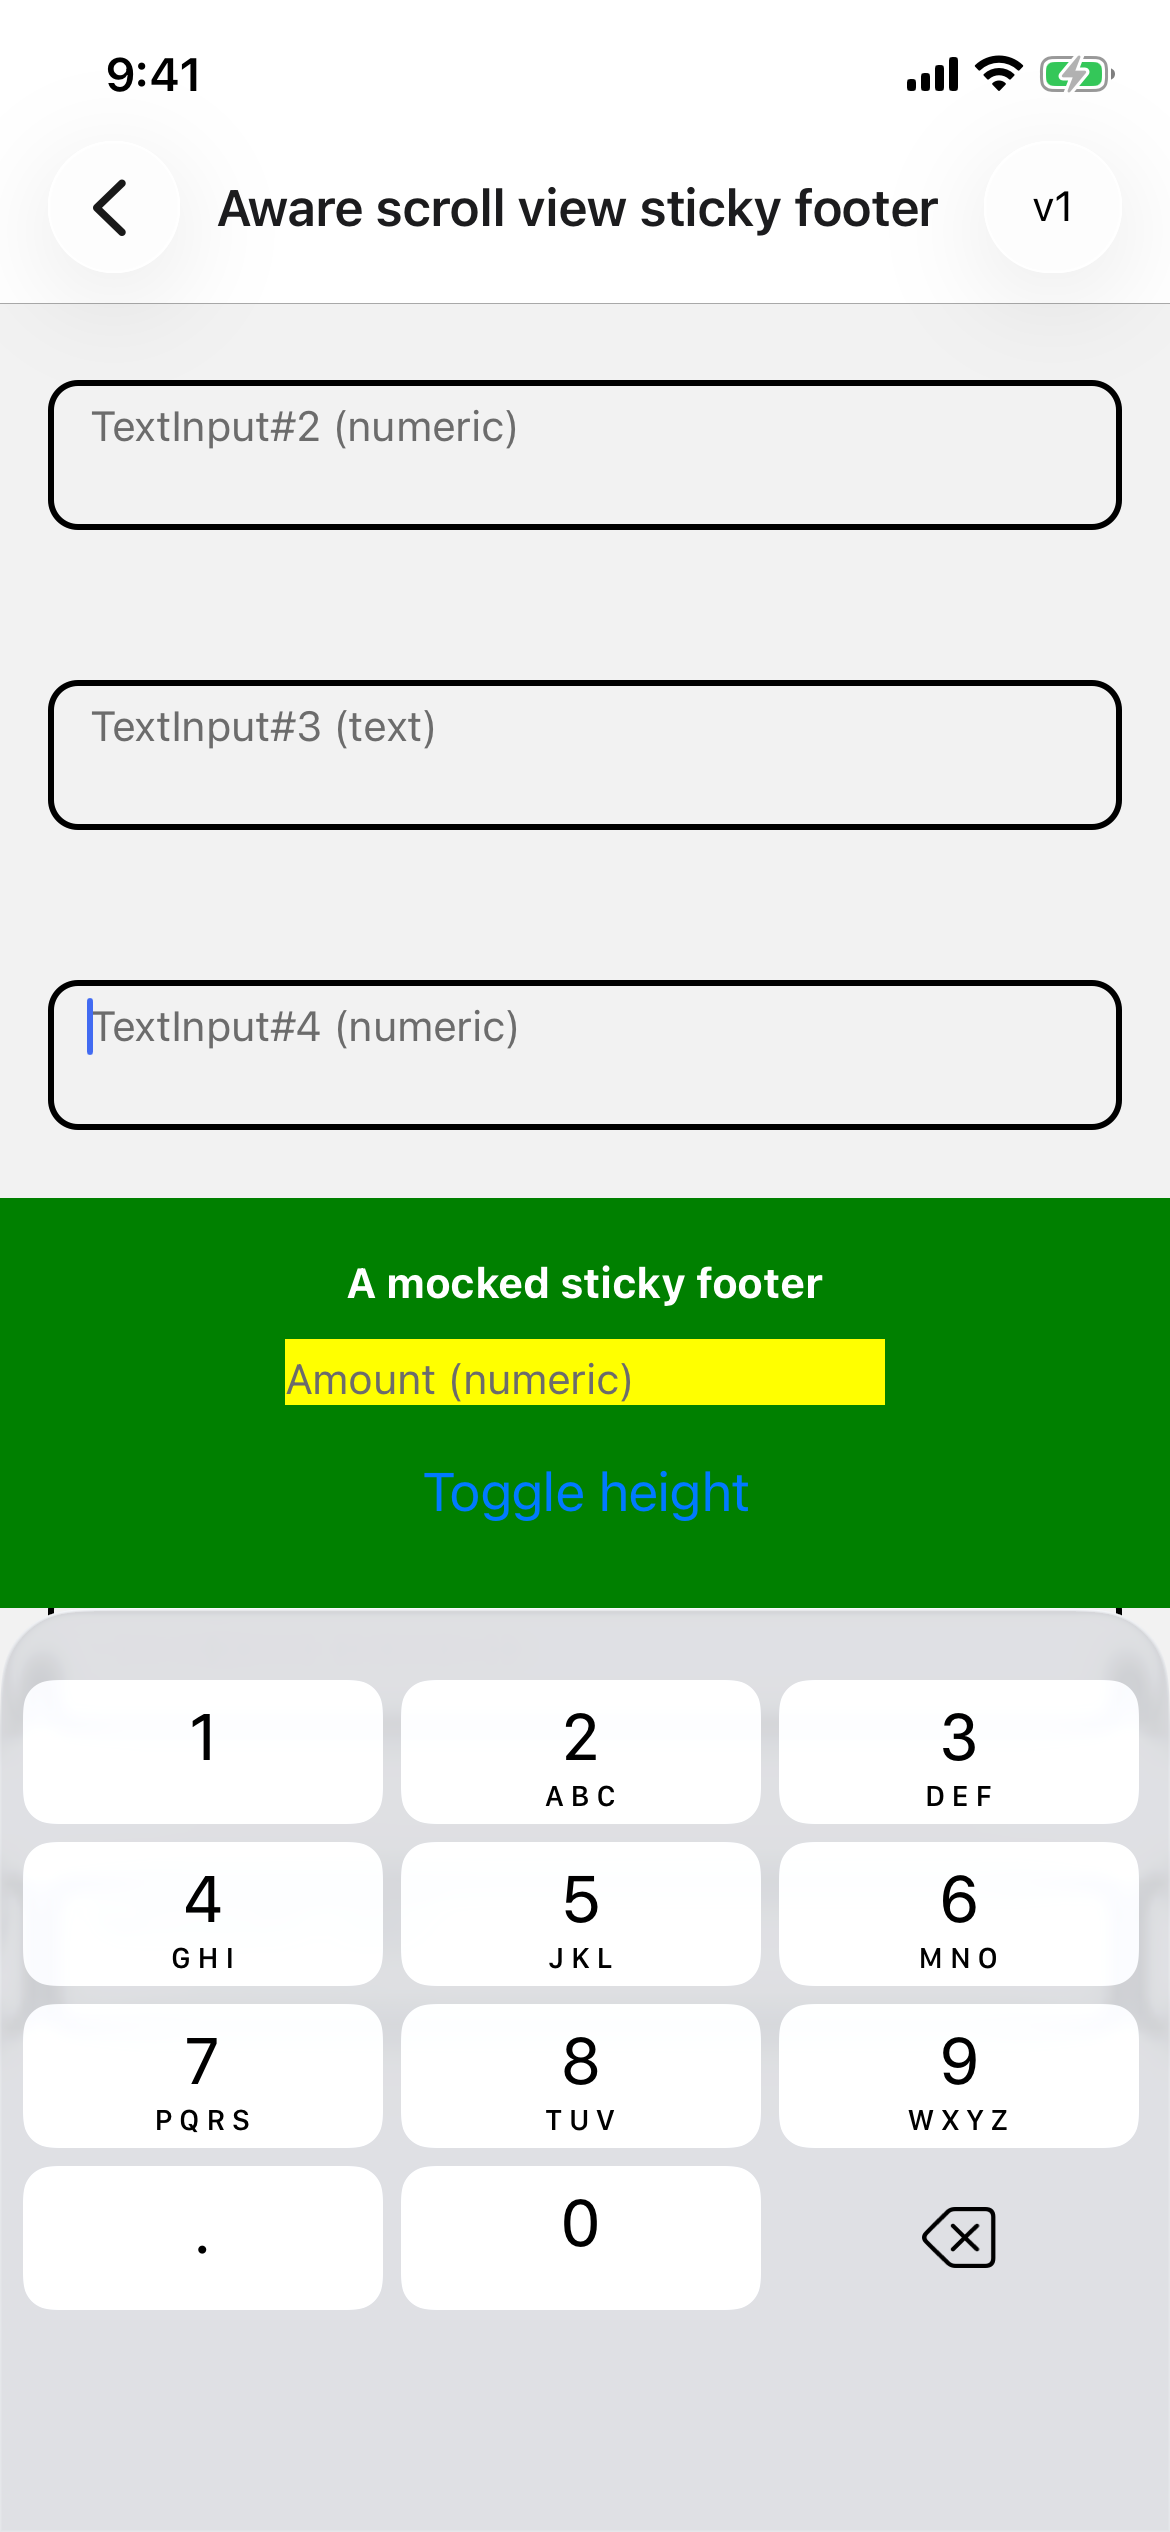 9:41
Aware scroll view sticky footer
v1
TextInput#2 (numeric)
TextInput#3 (text)
TextInput#4 (numeric)
A mocked sticky footer
Amount (numeric)
Toggle height
1
2
ABC
3
DEF
4
GHI
5
JKL
6
MNO
7
PQRS
8
TUV
9
WXYZ
.
0